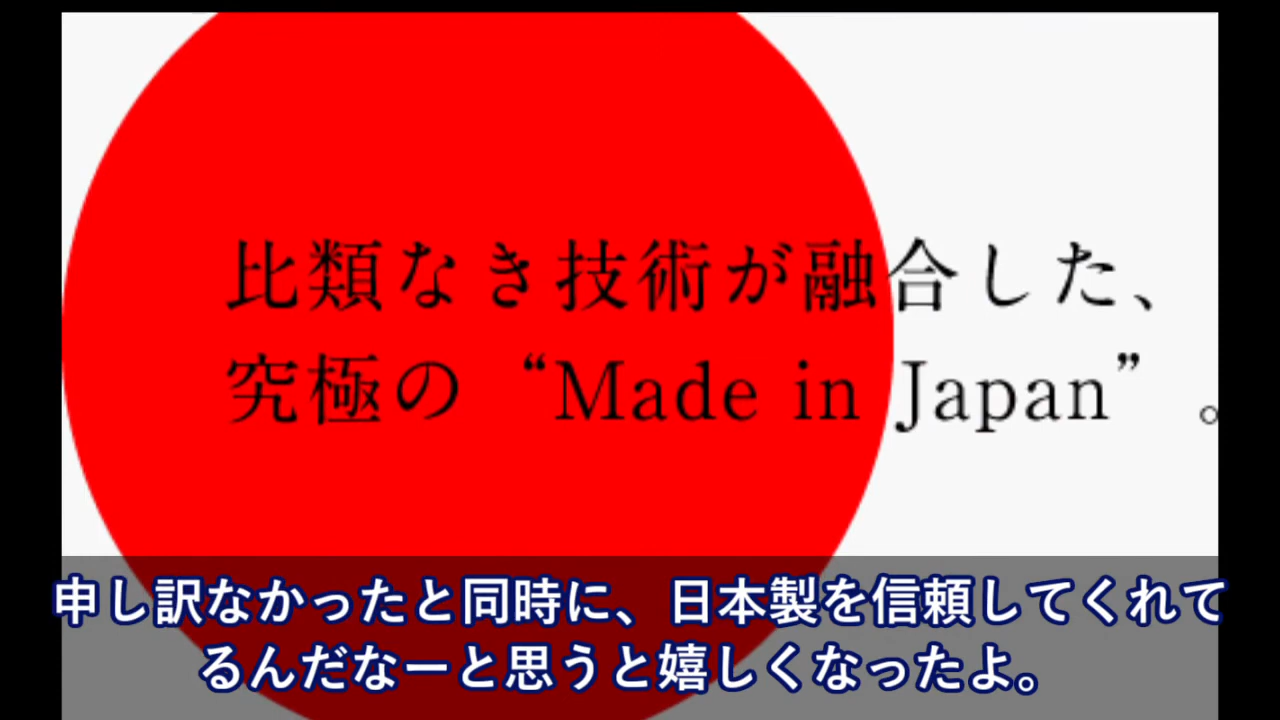 比類なき技術が融合した、
究極の“Made in Japan”。
申し訳なかったと同時に、日本製を信頼してくれて
るんだなーと思うと嬉しくなったよ。